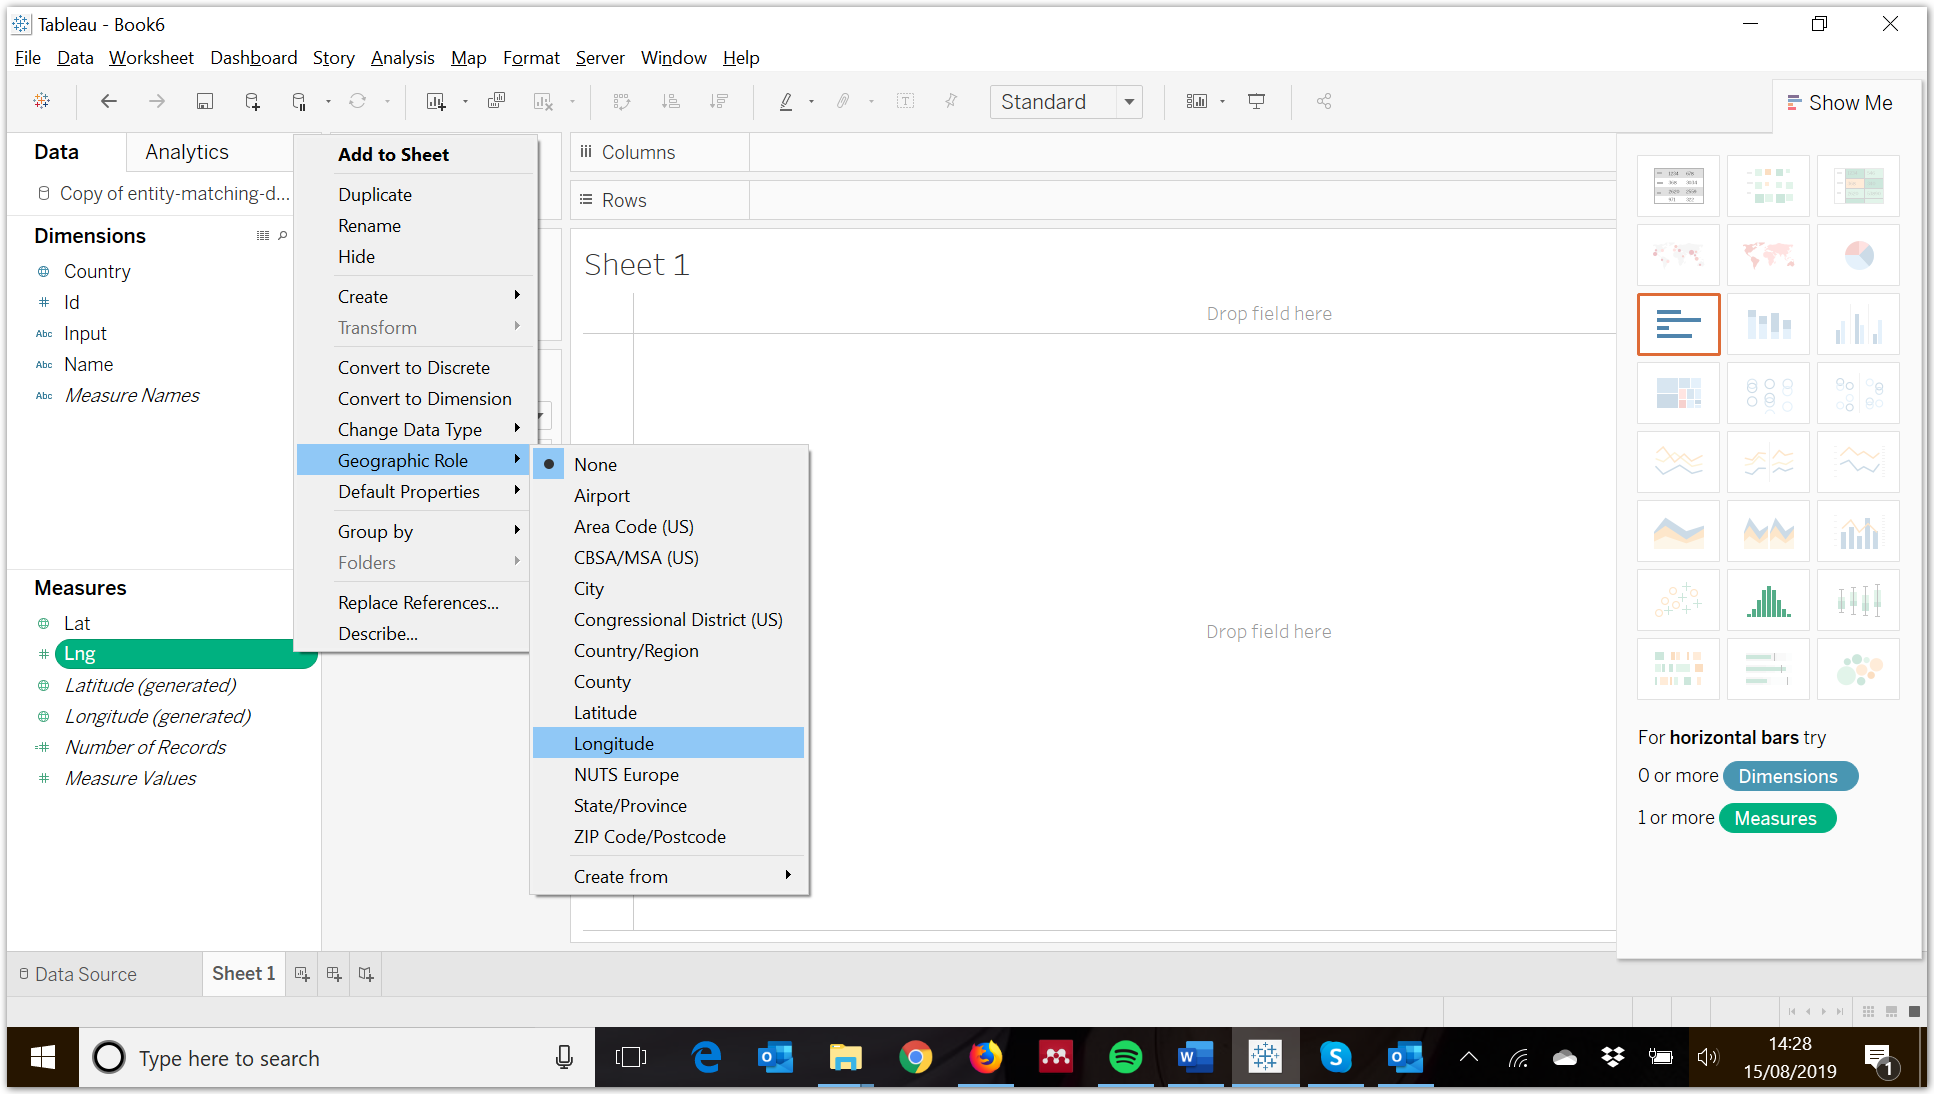 Tableau - Book6
File Data Worksheet Dashboard Story Analysis Map Format Server Window Help
Standard
Show Me
Data
Analytics
Copy of entity-matching-d...
Dimensions
Country
Id
Abc Input
Abc Name
Abc Measure Names
Measures
Lat
Lng
Latitude (generated)
Longitude (generated)
Number of Records
Measure Values
Add to Sheet
Duplicate
Rename
Hide
Create
Transform
Convert to Discrete
Convert to Dimension
Change Data Type
Geographic Role
Default Properties
Group by
Folders
Replace References...
Describe...
None
Airport
Area Code (US)
CBSA/MSA (US)
City
Congressional District (US)
Country/Region
County
Latitude
Longitude
NUTS Europe
State/Province
ZIP Code/Postcode
Create from
Columns
Rows
Sheet 1
Drop field here
Drop field here
For horizontal bars try
0 or more Dimensions
1 or more Measures
Data Source
Sheet 1
Type here to search
14:28
15/08/2019
1